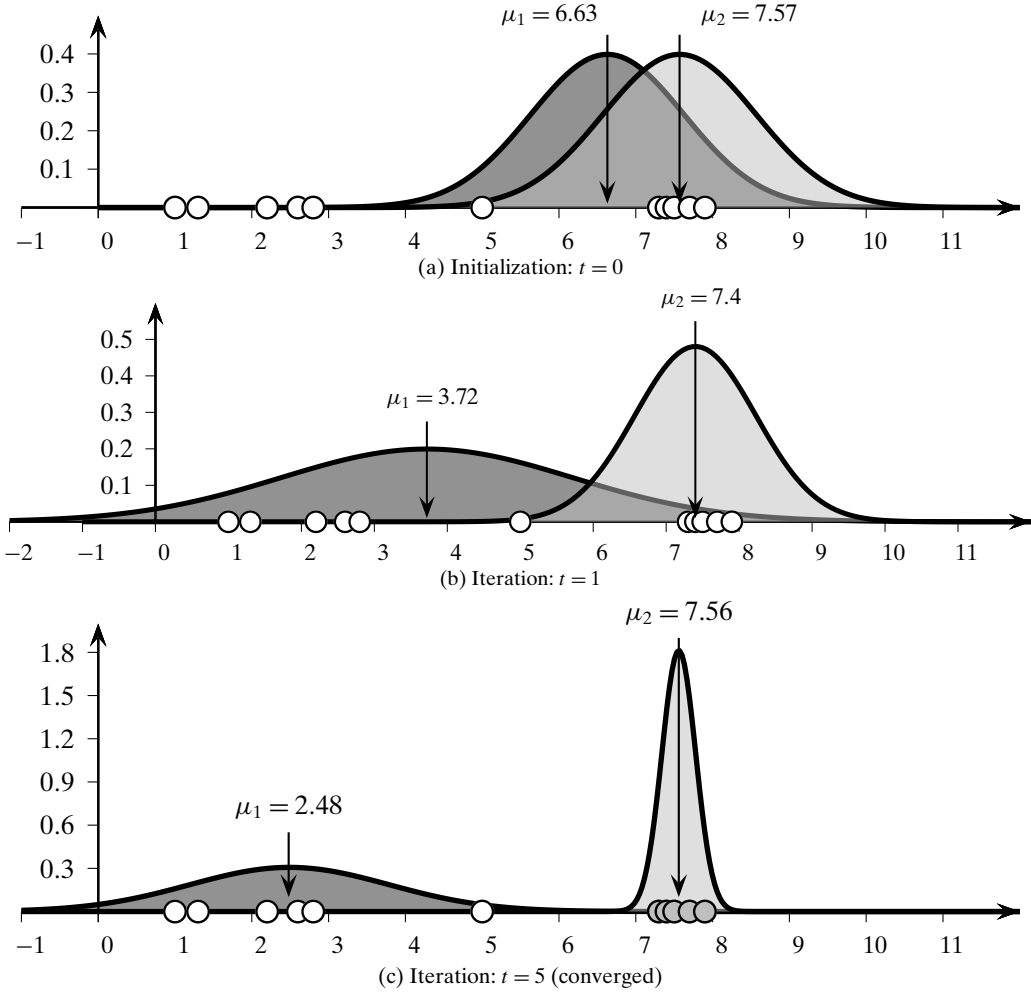 μ₁ = 6.63 μ₂ = 7.57
0.4
0.3
0.2
0.1
−1 0 1 2 3 4 5 6 7 8 9 10 11
(a) Initialization: t = 0
μ₂ = 7.4
0.5
0.4
μ₁ = 3.72
0.3
0.2
0.1
−2 −1 0 1 2 3 4 5 6 7 8 9 10 11
(b) Iteration: t = 1
μ₂ = 7.56
1.8
1.5
1.2
0.9
μ₁ = 2.48
0.6
0.3
−1 0 1 2 3 4 5 6 7 8 9 10 11
(c) Iteration: t = 5 (converged)